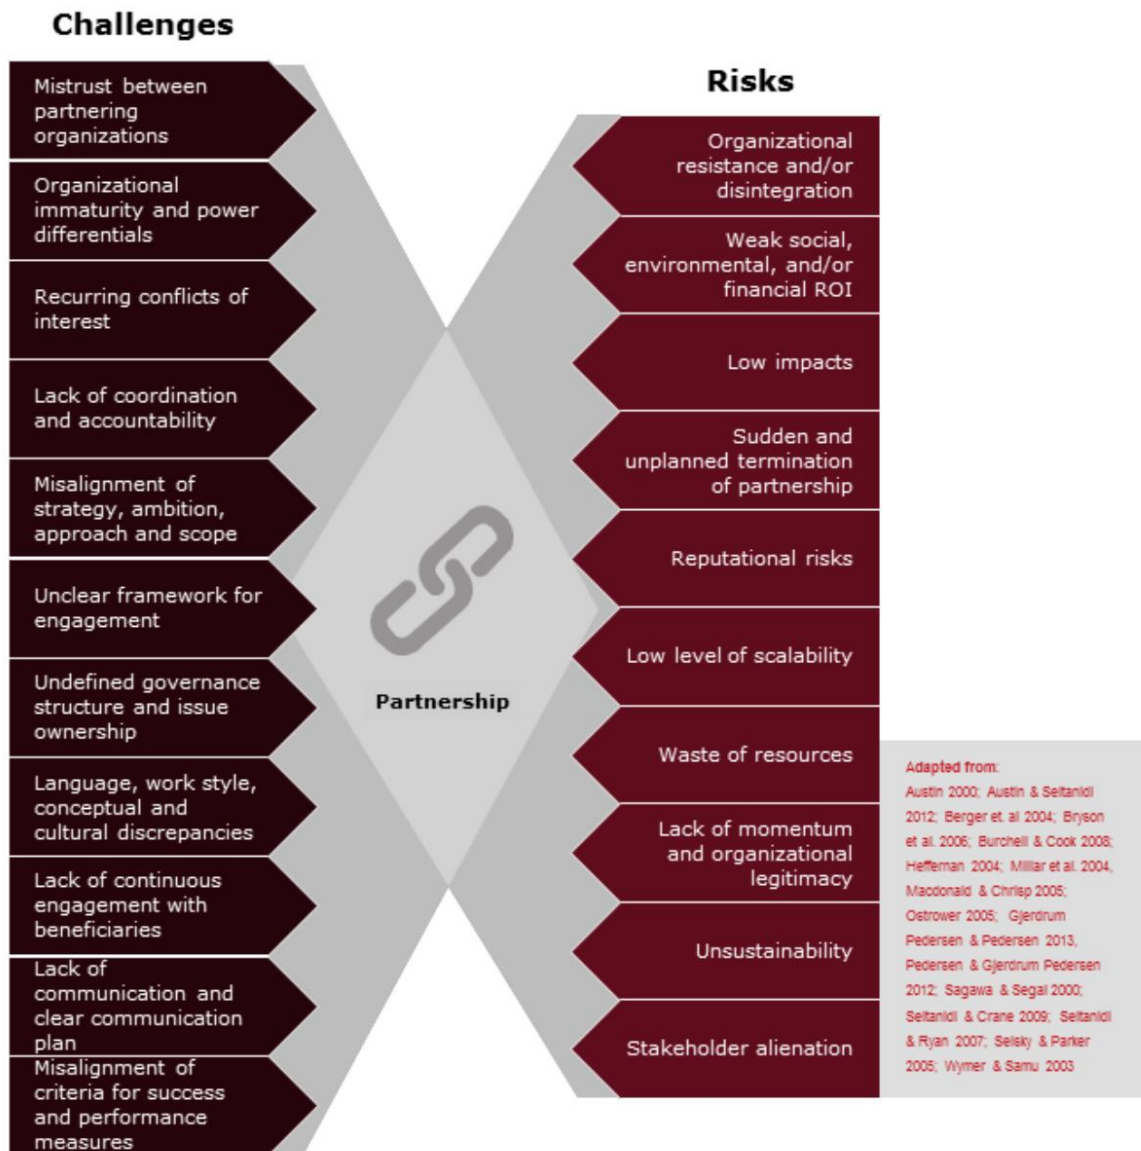 Challenges
Mistrust between
partnering
organizations
Organizational
immaturity and power
differentials
Recurring conflicts of
interest
Lack of coordination
and accountability
Misalignment of
strategy, ambition,
approach and scope
Unclear framework for
engagement
Undefined governance
structure and issue
ownership
Language, work style,
conceptual and
cultural discrepancies
Lack of continuous
engagement with
beneficiaries
Lack of
communication and
clear communication
plan
Misalignment of
criteria for success
and performance
measures
Partnership
Risks
Organizational
resistance and/or
disintegration
Weak social,
environmental, and/or
financial ROI
Low impacts
Sudden and
unplanned termination
of partnership
Reputational risks
Low level of scalability
Waste of resources
Lack of momentum
and organizational
legitimacy
Unsustainability
Stakeholder alienation
Adapted from:
Austin 2000; Austin & Seitanidi
2012; Berger et. al 2004; Bryson
et al. 2006; Burchell & Cook 2008;
Heffernan 2004; Millar et al. 2004,
Macdonald & Chrisp 2005;
Ostrower 2005; Gjerdrum
Pedersen & Pedersen 2013,
Pedersen & Gjerdrum Pedersen
2012; Sagawa & Segal 2000;
Seitanidi & Crane 2009; Seitanidi
& Ryan 2007; Selsky & Parker
2005; Wymer & Samu 2003